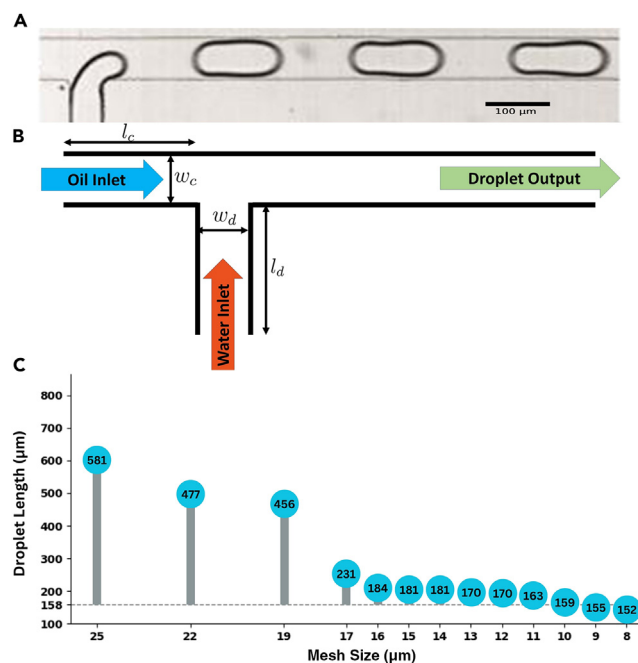 A
100 µm
B
l_c
Oil Inlet
w_c
Droplet Output
w_d
l_d
Water Inlet
C
Droplet Length (µm)
800
700
600
500
400
300
200
158
100
581
477
456
231
184
181
181
170
170
163
159
155
152
25
22
19
17
16
15
14
13
12
11
10
9
8
Mesh Size (µm)